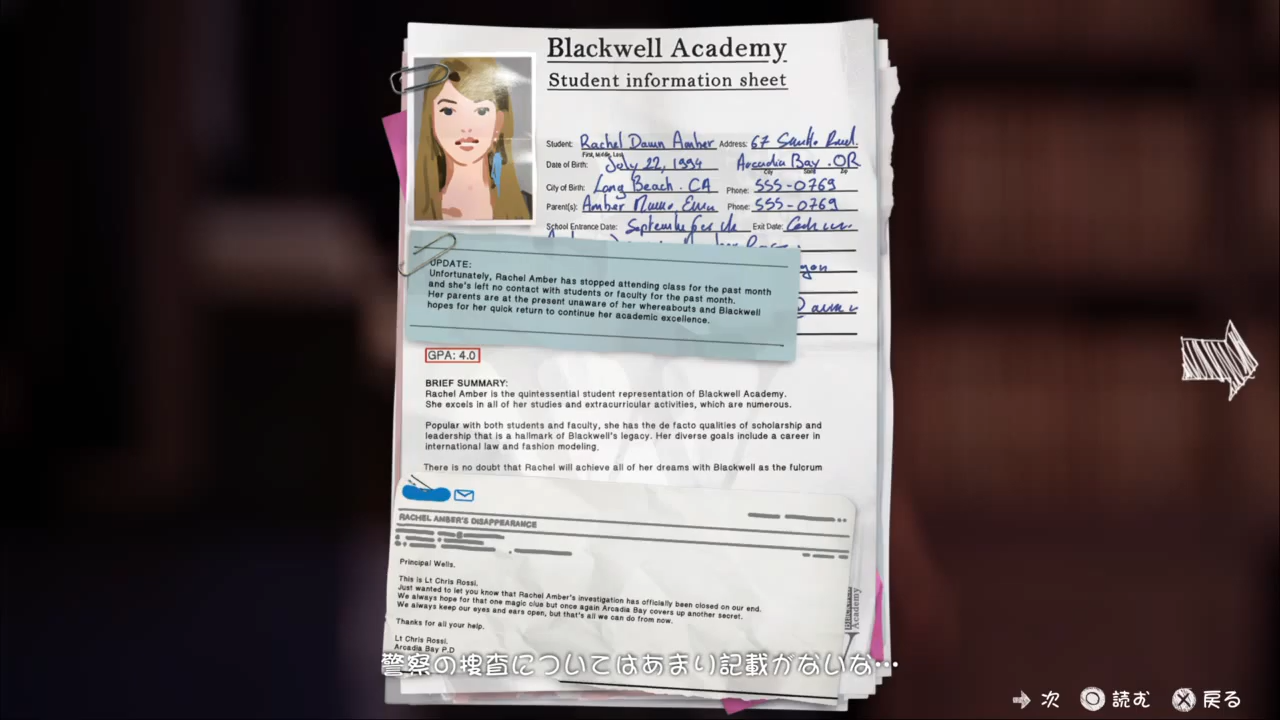 Blackwell Academy
Student information sheet
Student: Rachel Dawn Amber Address: 67
First, Middle, Last
Date of Birth: July 22, 1994 Arcadia Bay . OR
City State Zip
City of Birth: Long Beach . CA Phone: 555-0769
Parent(s): Amber Phone: 555-0769
School Entrance Date: September Exit Date:
UPDATE:
Unfortunately, Rachel Amber has stopped attending class for the past month
and she's left no contact with students or faculty for the past month.
Her parents are at the present unaware of her whereabouts and Blackwell
hopes for her quick return to continue her academic excellence.
GPA: 4.0
BRIEF SUMMARY:
Rachel Amber is the quintessential student representation of Blackwell Academy.
She excels in all of her studies and extracurricular activities, which are numerous.
Popular with both students and faculty, she has the de facto qualities of scholarship and
leadership that is a hallmark of Blackwell's legacy. Her diverse goals include a career in
international law and fashion modeling.
There is no doubt that Rachel will achieve all of her dreams with Blackwell as the fulcrum
RACHEL AMBER'S DISAPPEARANCE
Principal Wells.
This is Lt Chris Rossi.
Just wanted to let you know that Rachel Amber's investigation has officially been closed on our end.
We always hope for that one magic clue but once again Arcadia Bay covers up another secret.
We always keep our eyes and ears open, but that's all we can do from now.
Thanks for all your help,
Lt Chris Rossi.
Arcadia Bay P.D
Academy
警察の捜査についてはあまり記載がないな…
次 読む 戻る